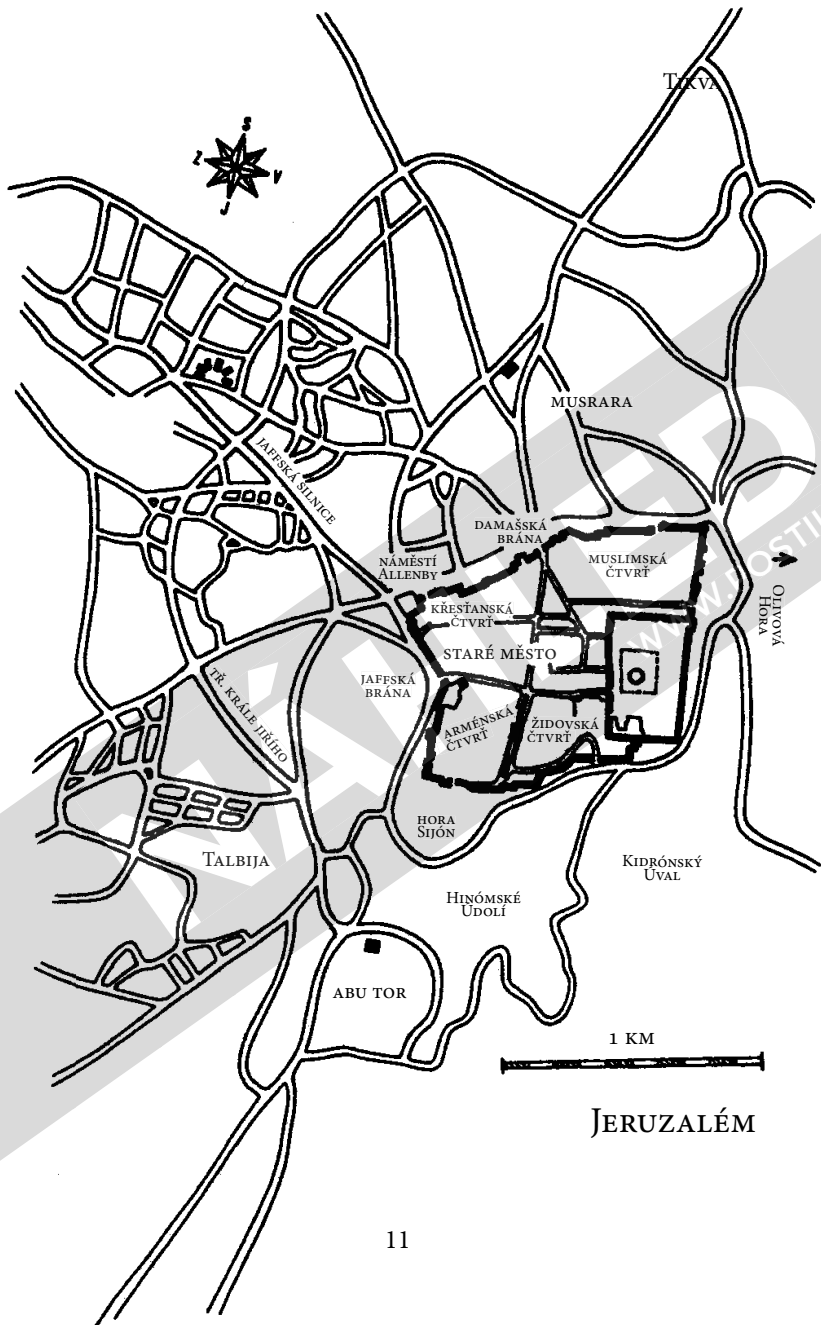 Tikva
S
Z
V
J
MUSRARA
JAFFSKÁ SILNICE
DAMAŠSKÁ
BRÁNA
NÁMĚSTÍ
ALLENBY
MUSLIMSKÁ
ČTVRŤ
KŘESŤANSKÁ
ČTVRŤ
OLIVOVÁ
HORA
STARÉ MĚSTO
JAFFSKÁ
BRÁNA
TŘ. KRÁLE JIŘÍHO
ARMÉNSKÁ
ČTVRŤ
ŽIDOVSKÁ
ČTVRŤ
HORA
SIJÓN
TALBIJA
KIDRÓNSKÝ
ÚVAL
HINÓMSKÉ
ÚDOLÍ
ABU TOR
1 KM
JERUZALÉM
11
NÁHLED